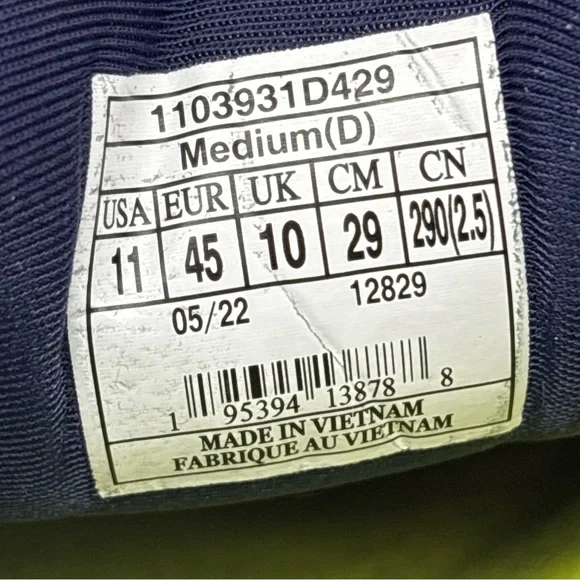 1103931D429
Medium(D)
USA EUR UK CM CN
11 45 10 29 290(2.5)
05/22 12829
1 95394 13878 8
MADE IN VIETNAM
FABRIQUE AU VIETNAM